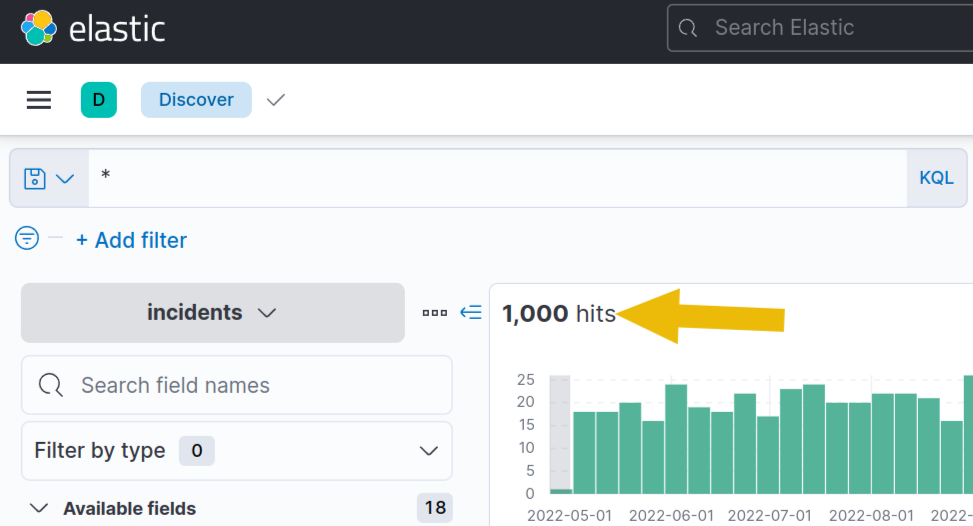 elastic
Search Elastic
D
Discover
*
KQL
+ Add filter
incidents
1,000 hits
Search field names
Filter by type 0
Available fields 18
25
20
15
10
5
0
2022-05-01 2022-06-01 2022-07-01 2022-08-01 2022-